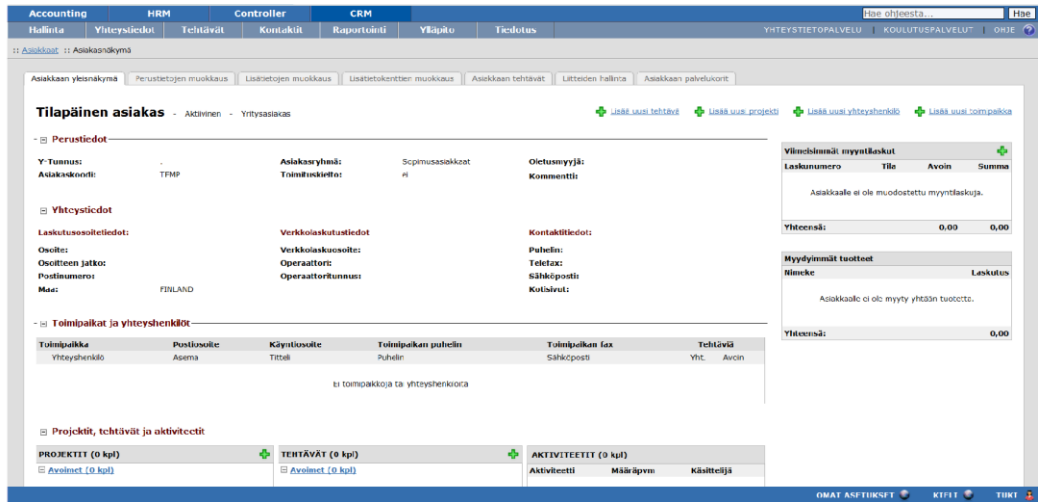 Accounting HRM Controller CRM Hae ohjeesta... Hae
Hallinta Yhteystiedot Tehtävät Kontaktit Raportointi Ylläpito Tiedotus YHTEYSTIETOPALVELU | KOULUTUSPALVELUT | OHJE ?
:: Asiakkaat :: Asiakasnäkymä
Asiakkaan yleisnäkymä Perustietojen muokkaus Lisätietojen muokkaus Lisätietokenttien muokkaus Asiakkaan tehtävät Liitteiden hallinta Asiakkaan palvelukorit
Tilapäinen asiakas - Aktiivinen - Yritysasiakas Lisää uusi tehtävä Lisää uusi projekti Lisää uusi yhteyshenkilö Lisää uusi toimipaikka
Perustiedot
Y-Tunnus: . Asiakasryhmä: Sopimusasiakkaat Oletusmyyjä:
Asiakaskoodi: TEMP Toimituskielto: ei Kommentti:
Viimeisimmät myyntilaskut
Laskunumero Tila Avoin Summa
Asiakkaalle ei ole muodostettu myyntilaskuja.
Yhteensä: 0,00 0,00
Yhteystiedot
Laskutusosoitetiedot: Verkkolaskutustiedot Kontaktitiedot:
Osoite: Verkkolaskuosoite: Puhelin:
Osoitteen jatko: Operaattori: Telefax:
Postinumero: Operaattoritunnus: Sähköposti:
Maa: FINLAND Kotisivut:
Myydyimmät tuotteet
Nimeke Laskutus
Asiakkaalle ei ole myyty yhtään tuotetta.
Yhteensä: 0,00
Toimipaikat ja yhteyshenkilöt
Toimipaikka Postiosoite Käyntiosoite Toimipaikan puhelin Toimipaikan fax Tehtäviä
Yhteyshenkilö Asema Titteli Puhelin Sähköposti Yht. Avoin
Ei toimipaikkoja tai yhteyshenkilöitä
Projektit, tehtävät ja aktiviteetit
PROJEKTIT (0 kpl) TEHTÄVÄT (0 kpl) AKTIVITEETIT (0 kpl)
Avoimet (0 kpl) Avoimet (0 kpl) Aktiviteetti Määräpvm Käsittelijä
OMAT ASETUKSET KIELI TUKI